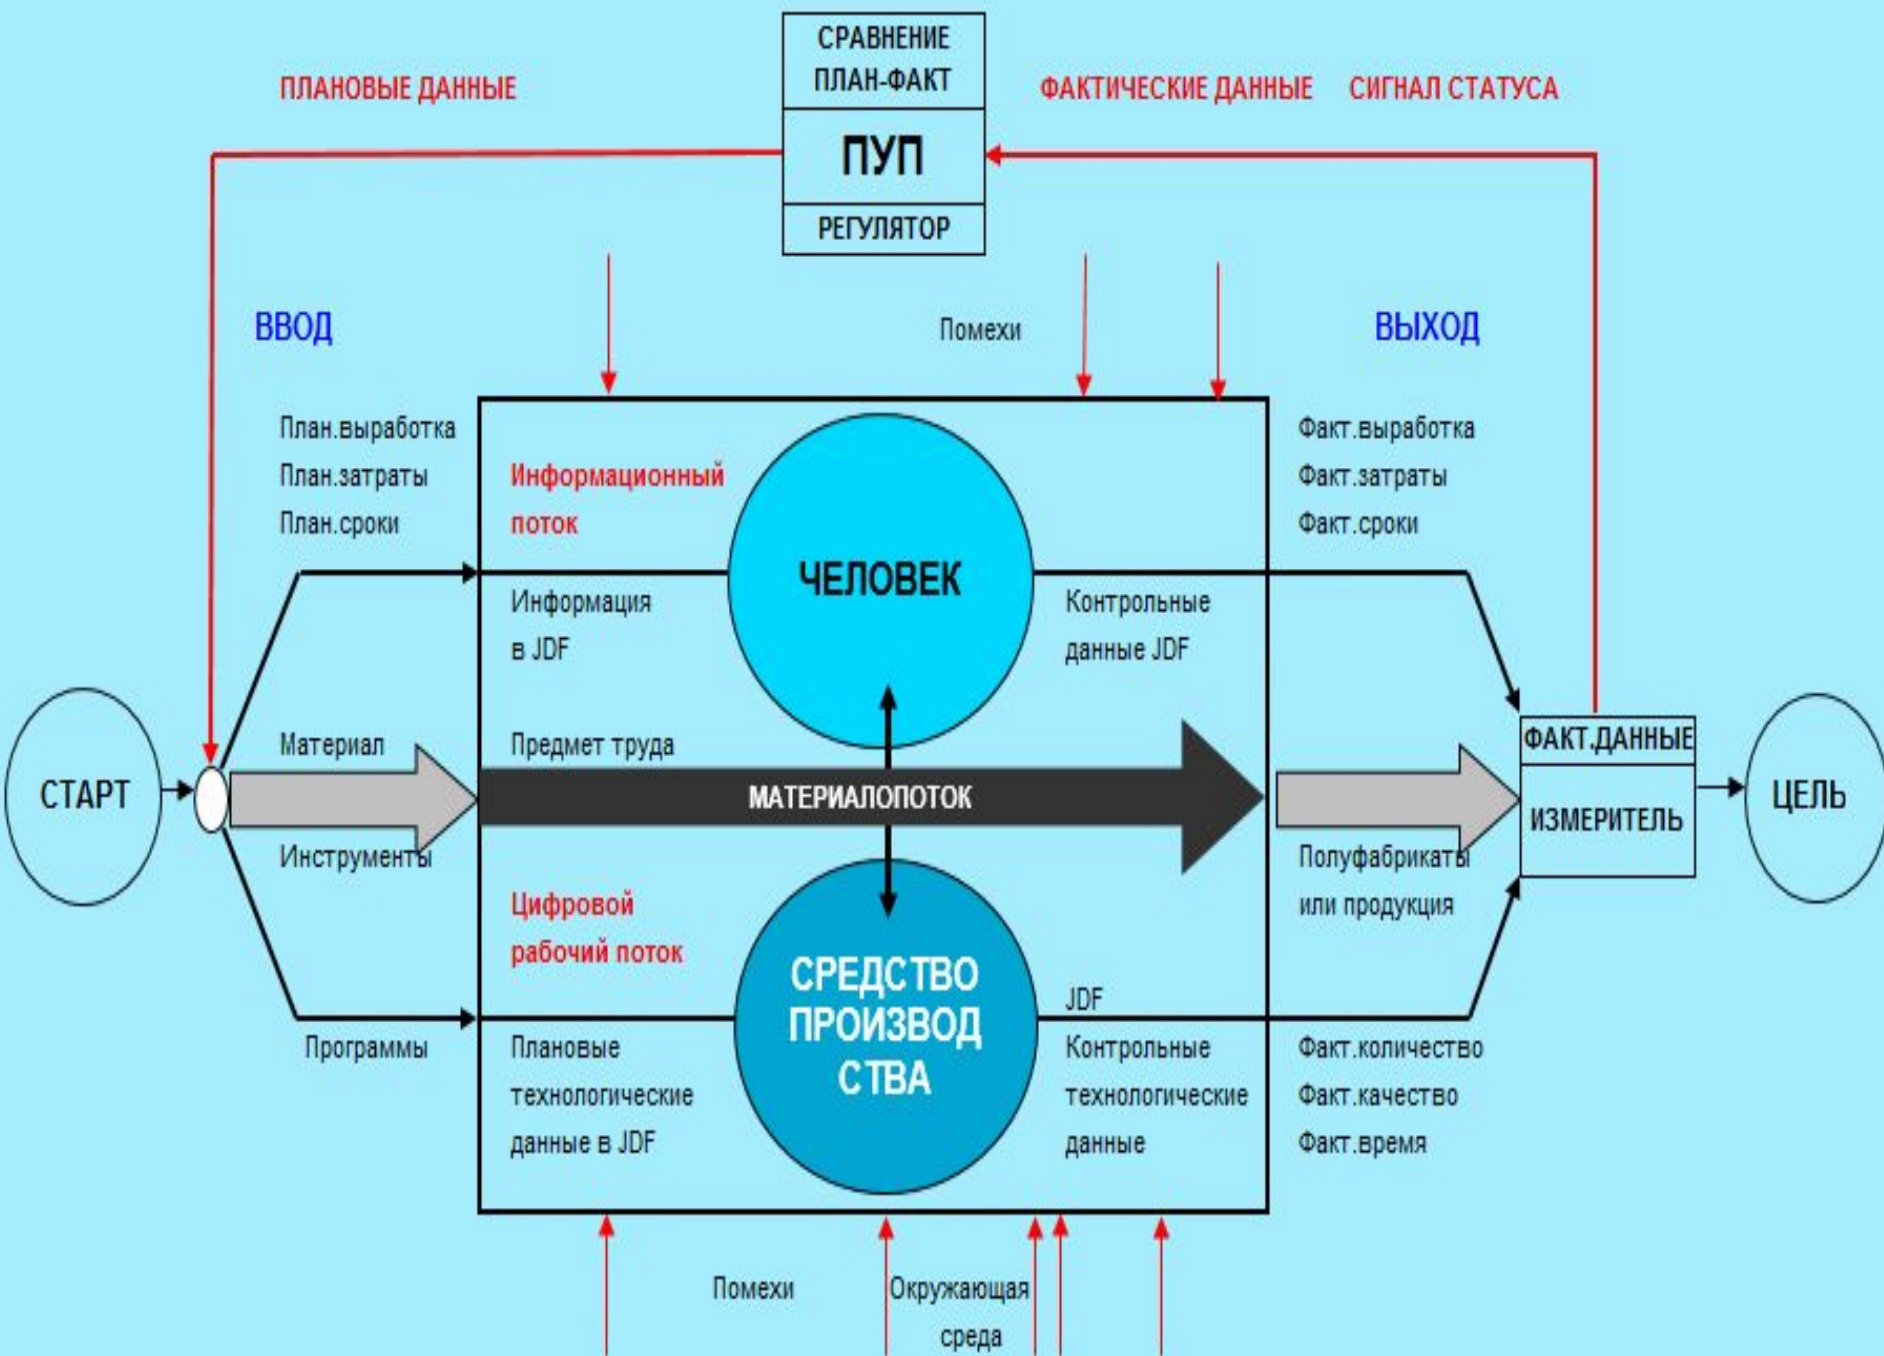 СРАВНЕНИЕ
ПЛАН-ФАКТ
ПУП
РЕГУЛЯТОР
ПЛАНОВЫЕ ДАННЫЕ
ФАКТИЧЕСКИЕ ДАННЫЕ
СИГНАЛ СТАТУСА
ВВОД
Помехи
ВЫХОД
План.выработка
План.затраты
План.сроки
Информационный
поток
ЧЕЛОВЕК
Факт.выработка
Факт.затраты
Факт.сроки
Информация
в JDF
Контрольные
данные JDF
СТАРТ
Материал
Инструменты
Предмет труда
МАТЕРИАЛОПОТОК
Полуфабрикаты
или продукция
ФАКТ.ДАННЫЕ
ИЗМЕРИТЕЛЬ
ЦЕЛЬ
Цифровой
рабочий поток
СРЕДСТВО
ПРОИЗВОД
СТВА
Программы
Плановые
технологические
данные в JDF
JDF
Контрольные
технологические
данные
Факт.количество
Факт.качество
Факт.время
Помехи
Окружающая
среда